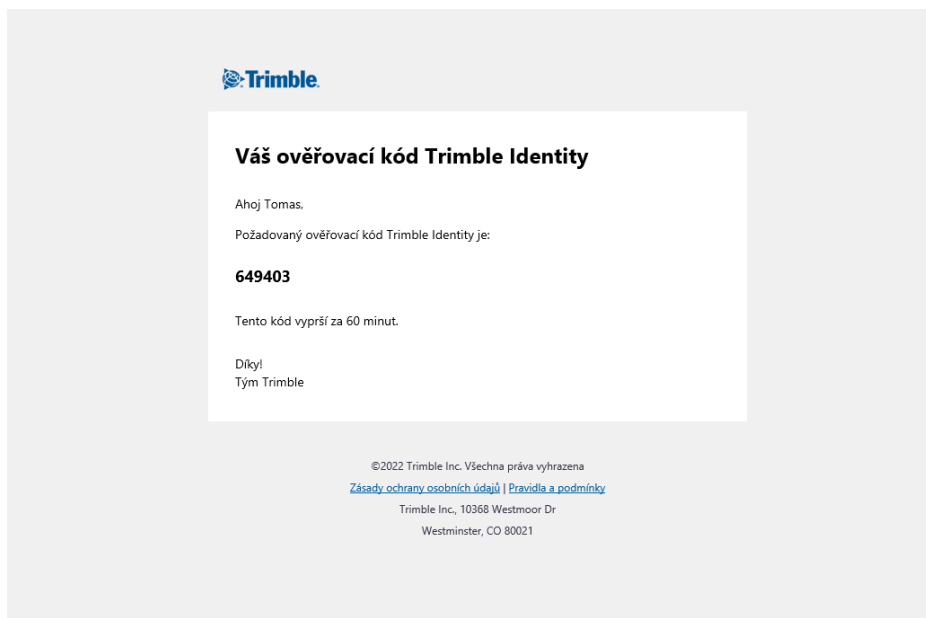 Trimble.
Váš ověřovací kód Trimble Identity
Ahoj Tomas,
Požadovaný ověřovací kód Trimble Identity je:
649403
Tento kód vyprší za 60 minut.
Díky!
Tým Trimble
©2022 Trimble Inc. Všechna práva vyhrazena
Zásady ochrany osobních údajů | Pravidla a podmínky
Trimble Inc., 10368 Westmoor Dr
Westminster, CO 80021